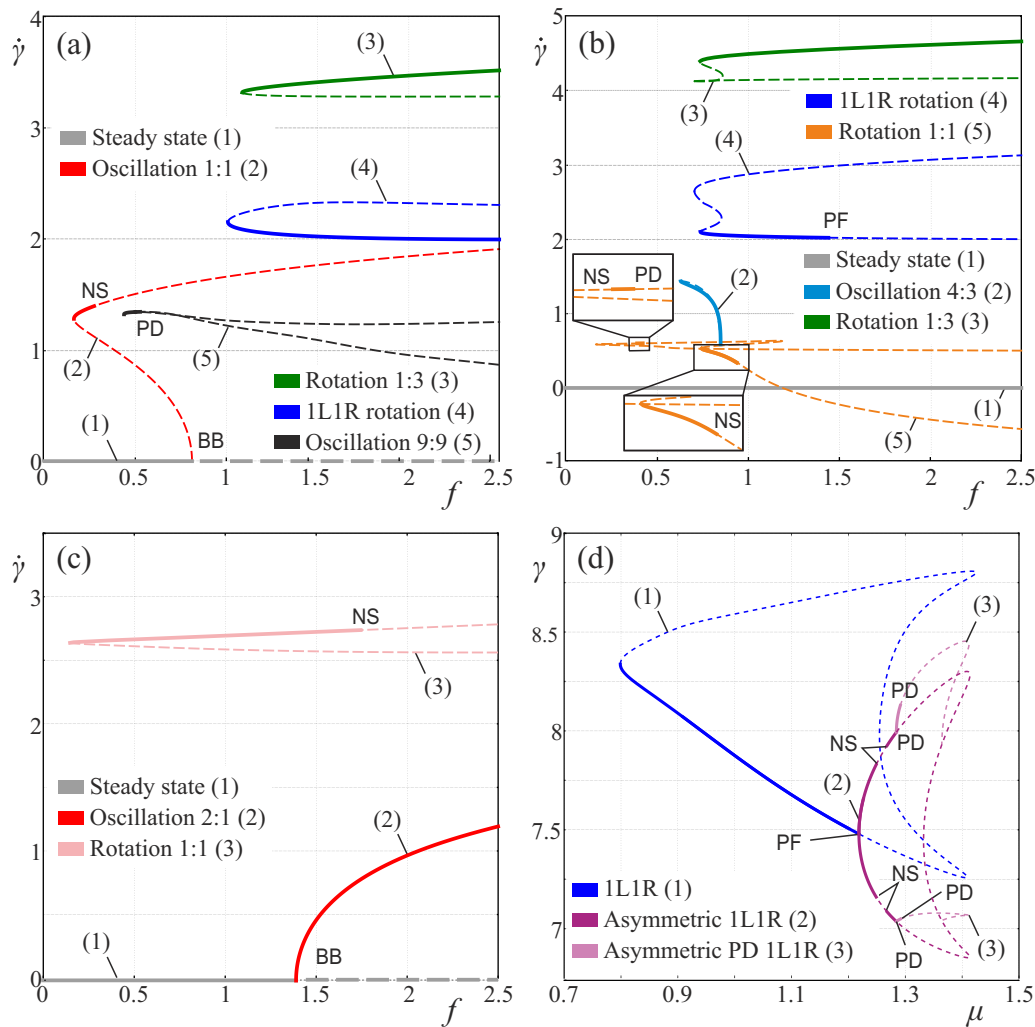 (a)
γ̇
4
3
2
1
0
(3)
Steady state (1)
Oscillation 1:1 (2)
(4)
NS
PD
(2)
(5)
(1)
BB
Rotation 1:3 (3)
1L1R rotation (4)
Oscillation 9:9 (5)
0 0.5 1 1.5 2 f 2.5
(b)
γ̇
5
4
3
2
1
0
-1
(3)
1L1R rotation (4)
Rotation 1:1 (5)
(4)
PF
NS PD
(2)
Steady state (1)
Oscillation 4:3 (2)
Rotation 1:3 (3)
NS
(1)
(5)
0 0.5 1 1.5 2 f 2.5
(c)
γ̇
3
2
1
0
NS
(3)
Steady state (1)
Oscillation 2:1 (2)
Rotation 1:1 (3)
(2)
(1)
BB
0 0.5 1 1.5 2 f 2.5
(d)
γ
9
8.5
8
7.5
7
(1)
(3)
PD
NS
PD
(2)
PF
NS
PD
1L1R (1)
Asymmetric 1L1R (2)
Asymmetric PD 1L1R (3)
PD
(3)
0.7 0.9 1.1 1.3 μ 1.5